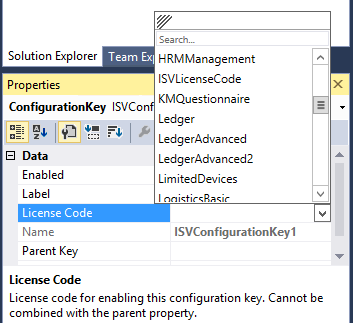 Search...
HRMManagement
ISVLicenseCode
KMQuestionnaire
Ledger
LedgerAdvanced
LedgerAdvanced2
LimitedDevices
LogisticsBasic
Solution Explorer Team Exp
Properties
ConfigurationKey ISVConf
Data
Enabled
Label
License Code
Name ISVConfigurationKey1
Parent Key
License Code
License code for enabling this configuration key. Cannot be
combined with the parent property.